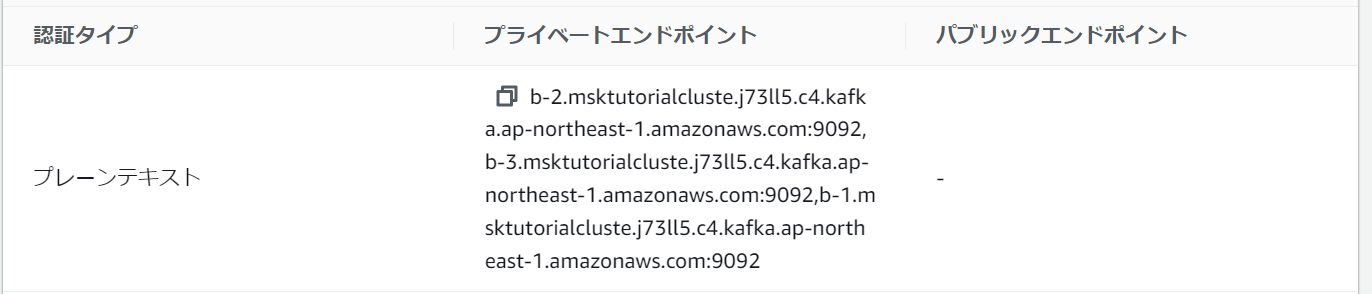 認証タイプ プライベートエンドポイント パブリックエンドポイント
b-2.msktutorialcluste.j73ll5.c4.kafk
a.ap-northeast-1.amazonaws.com:9092,
b-3.msktutorialcluste.j73ll5.c4.kafka.ap-
プレーンテキスト northeast-1.amazonaws.com:9092,b-1.m -
sktutorialcluste.j73ll5.c4.kafka.ap-north
east-1.amazonaws.com:9092